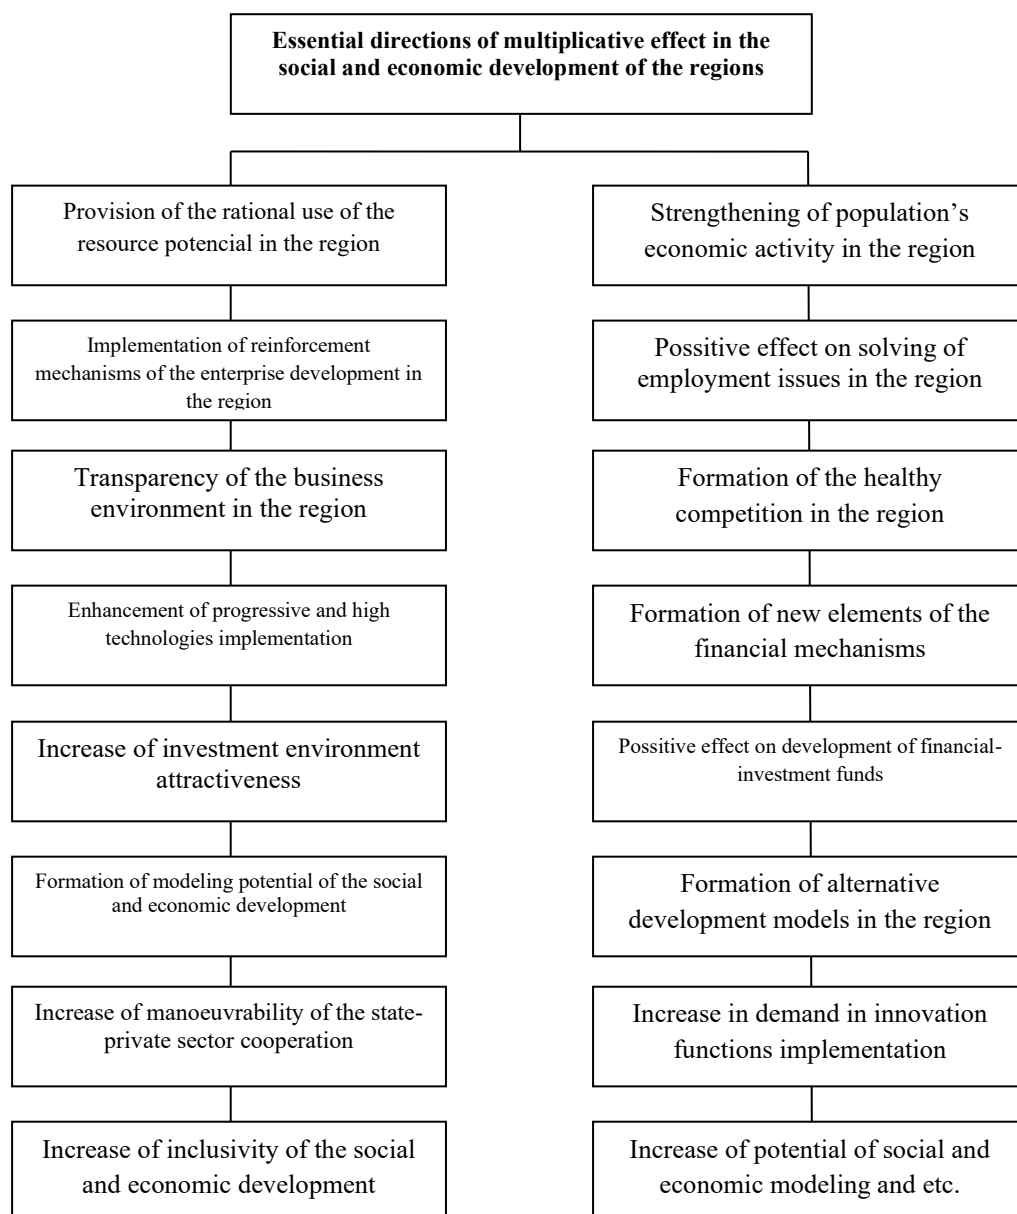 Essential directions of multiplicative effect in the
social and economic development of the regions
Provision of the rational use of the
resource potencial in the region
Strengthening of population’s
economic activity in the region
Implementation of reinforcement
mechanisms of the enterprise development in
the region
Possitive effect on solving of
employment issues in the region
Transparency of the business
environment in the region
Formation of the healthy
competition in the region
Enhancement of progressive and high
technologies implementation
Formation of new elements of the
financial mechanisms
Increase of investment environment
attractiveness
Possitive effect on development of financial-
investment funds
Formation of modeling potential of the social
and economic development
Formation of alternative
development models in the region
Increase of manoeuvrability of the state-
private sector cooperation
Increase in demand in innovation
functions implementation
Increase of inclusivity of the social
and economic development
Increase of potential of social and
economic modeling and etc.